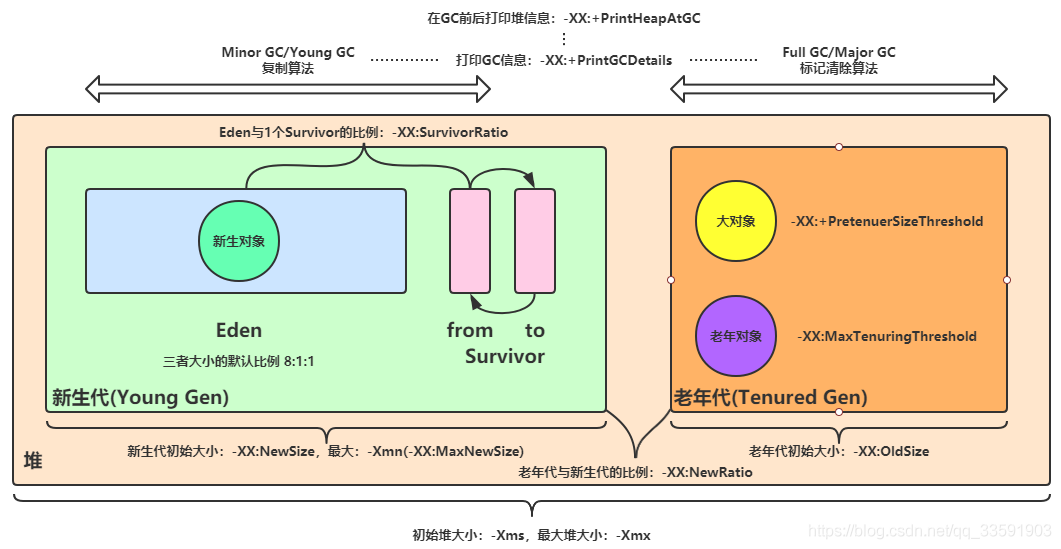 在GC前后打印堆信息：-XX:+PrintHeapAtGC
Minor GC/Young GC
复制算法
打印GC信息：-XX:+PrintGCDetails
Full GC/Major GC
标记清除算法
Eden与1个Survivor的比例：-XX:SurvivorRatio
新生对象
大对象
-XX:+PretenuerSizeThreshold
Eden
from
to
Survivor
三者大小的默认比例 8:1:1
老年对象
-XX:MaxTenuringThreshold
新生代(Young Gen)
老年代(Tenured Gen)
新生代初始大小：-XX:NewSize，最大：-Xmn(-XX:MaxNewSize)
老年代初始大小：-XX:OldSize
堆
老年代与新生代的比例：-XX:NewRatio
初始堆大小：-Xms，最大堆大小：-Xmx
https://blog.csdn.net/qq_33591903